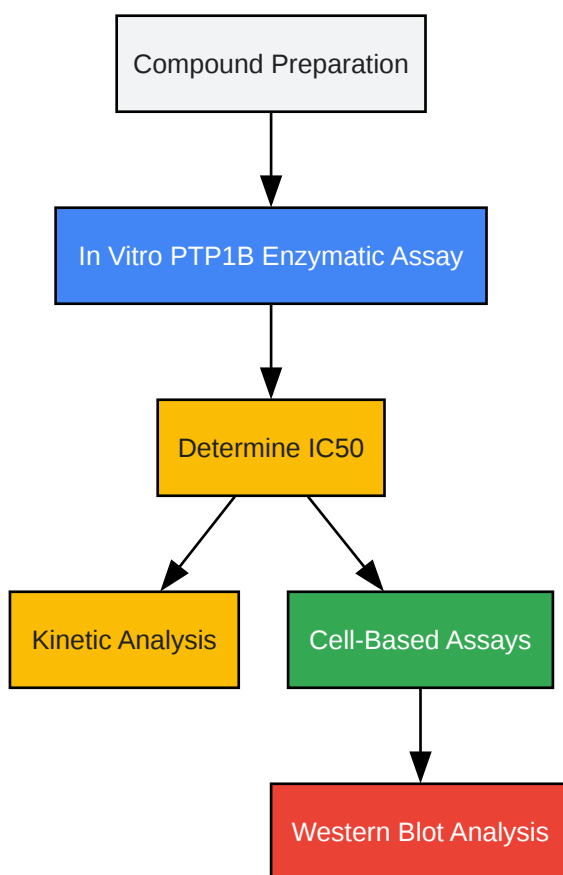 Compound Preparation
In Vitro PTP1B Enzymatic Assay
Determine IC50
Kinetic Analysis
Cell-Based Assays
Western Blot Analysis